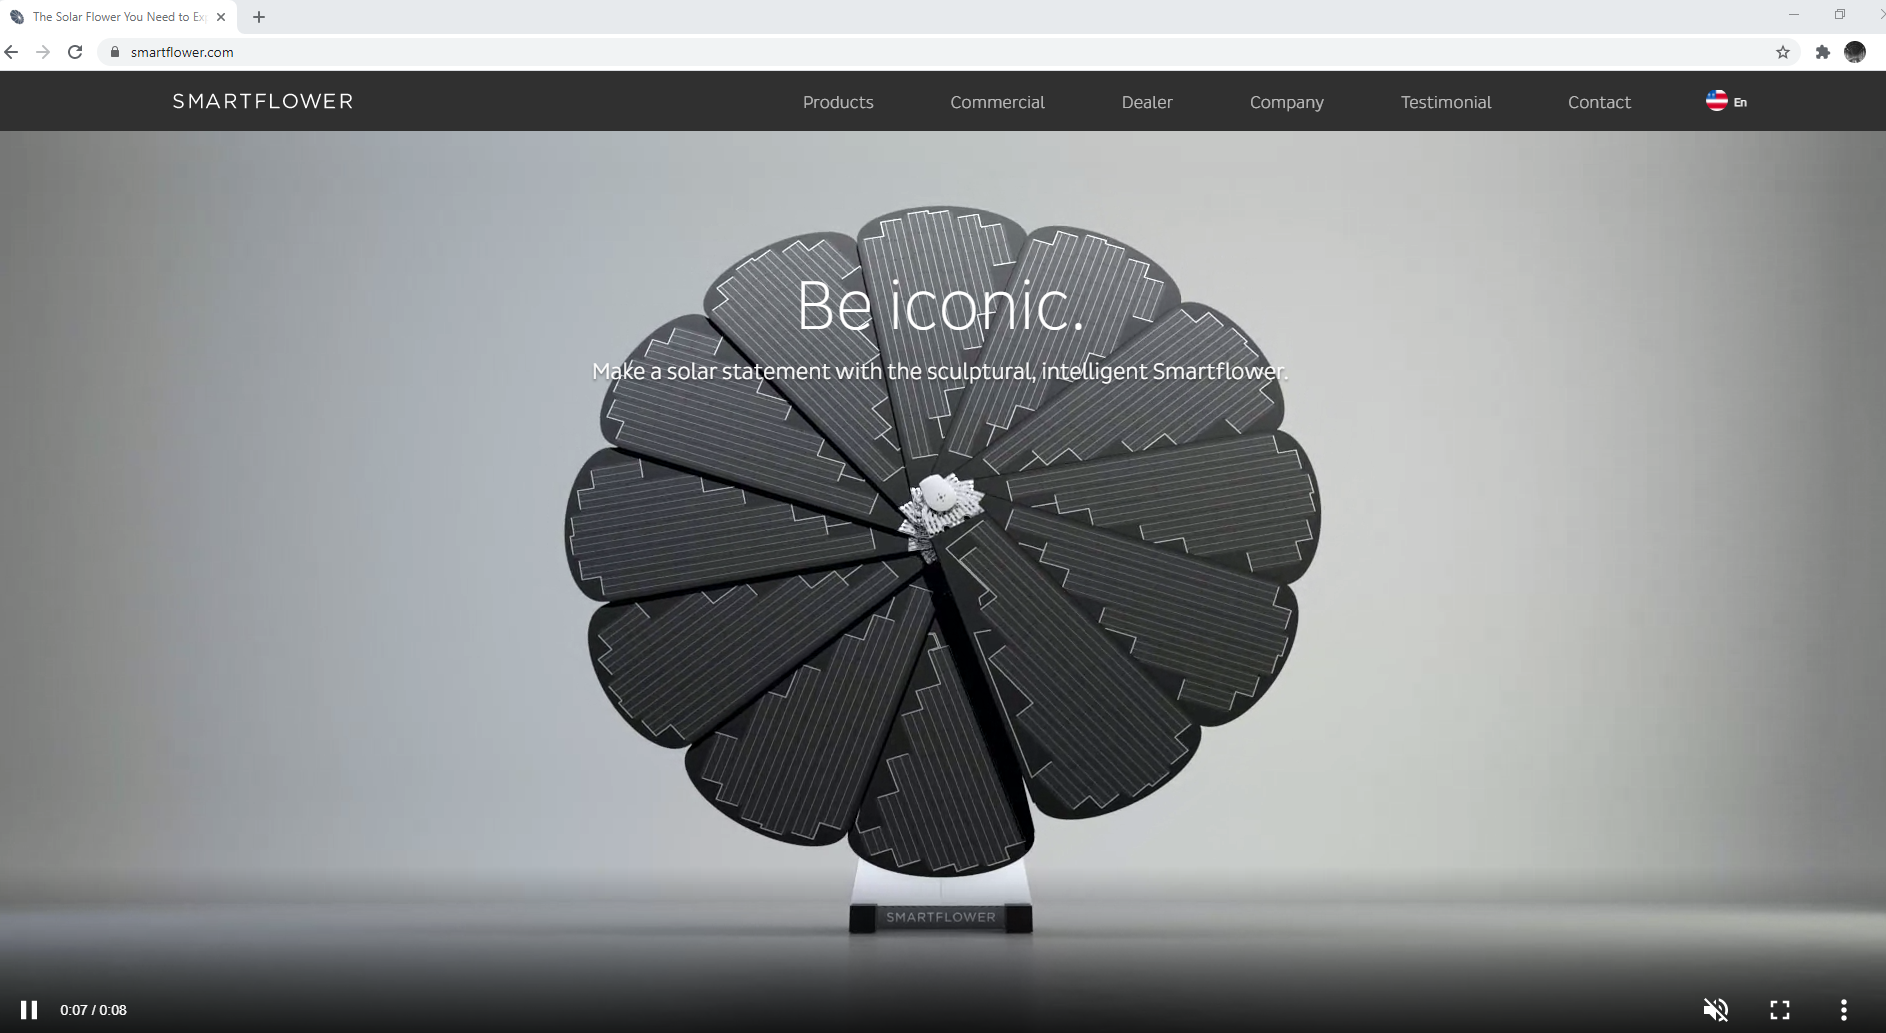 The Solar Flower You Need to Exp
smartflower.com
SMARTFLOWER
Products
Commercial
Dealer
Company
Testimonial
Contact
En
Be iconic.
Make a solar statement with the sculptural, intelligent Smartflower.
SMARTFLOWER
0:07 / 0:08